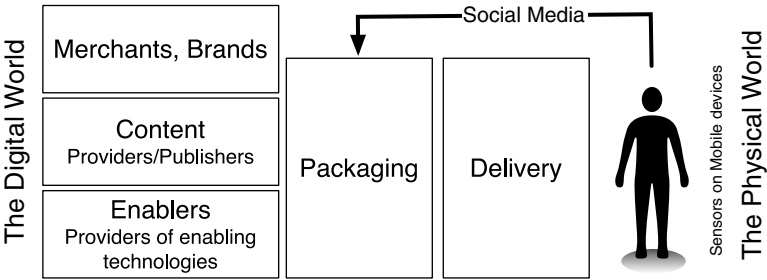 The Digital World
Merchants, Brands
Content
Providers/Publishers
Enablers
Providers of enabling
technologies
Packaging
Delivery
Social Media
Sensors on Mobile devices
The Physical World